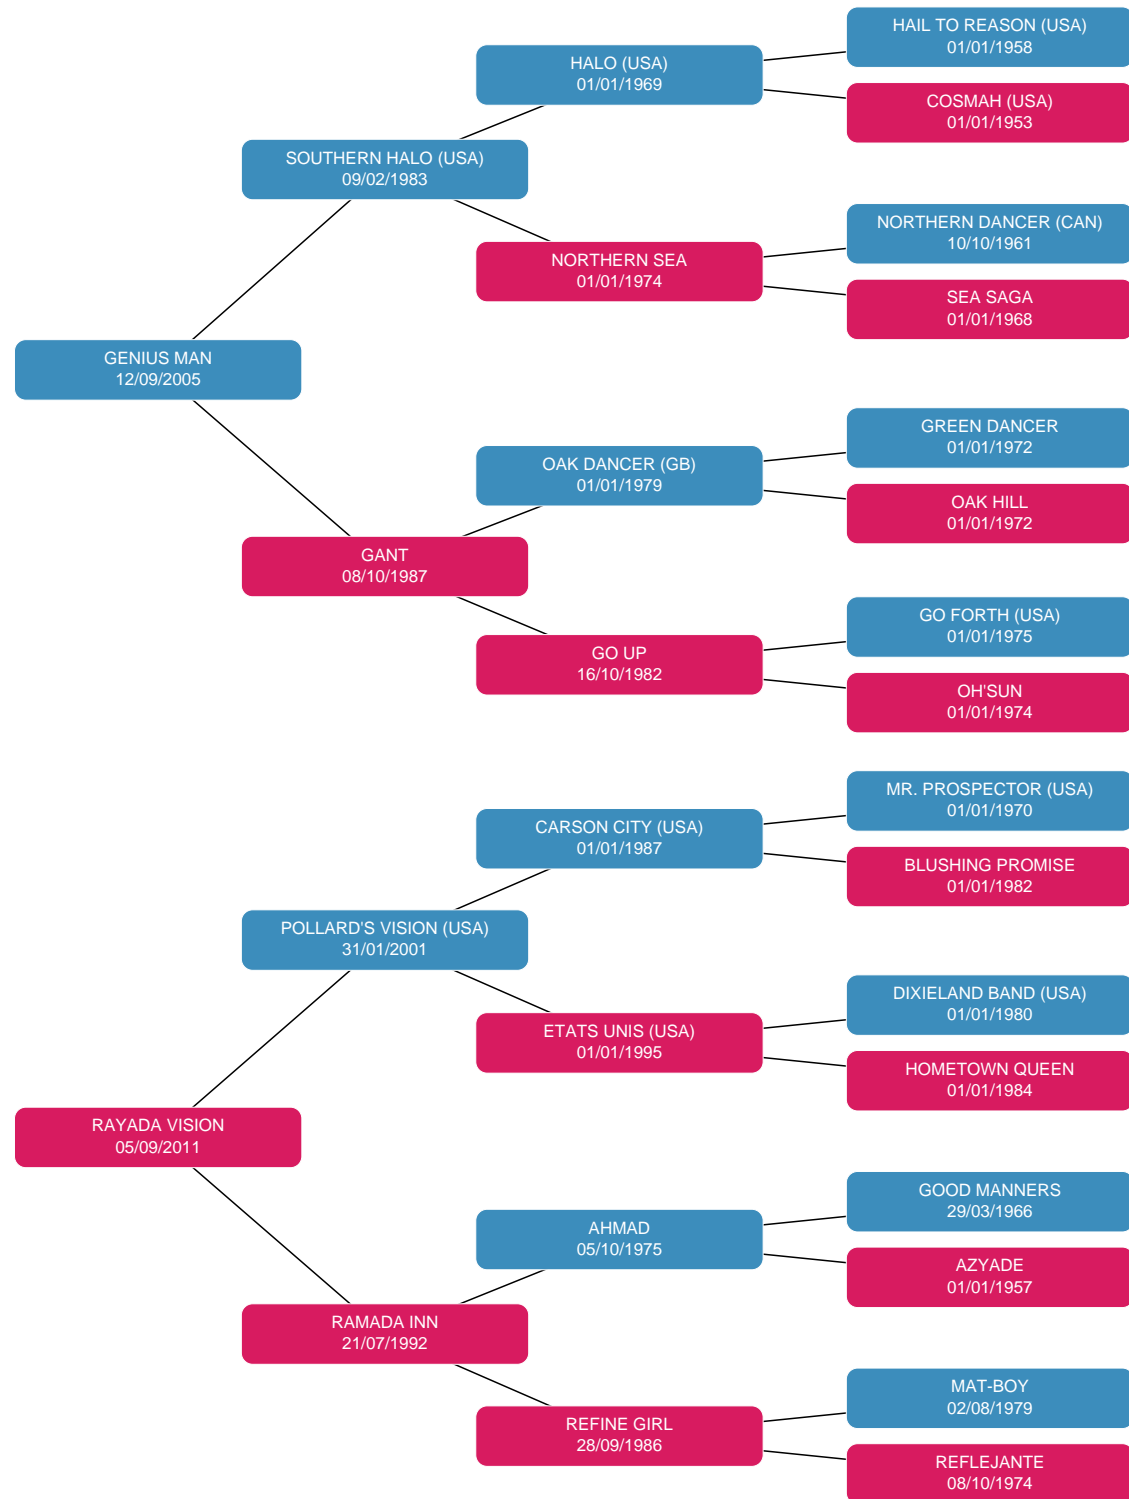 HAIL TO REASON (USA)
01/01/1958
HALO (USA)
01/01/1969
COSMAH (USA)
01/01/1953
SOUTHERN HALO (USA)
09/02/1983
NORTHERN DANCER (CAN)
10/10/1961
NORTHERN SEA
01/01/1974
SEA SAGA
01/01/1968
GENIUS MAN
12/09/2005
GREEN DANCER
01/01/1972
OAK DANCER (GB)
01/01/1979
OAK HILL
01/01/1972
GANT
08/10/1987
GO FORTH (USA)
01/01/1975
GO UP
16/10/1982
OH'SUN
01/01/1974
MR. PROSPECTOR (USA)
01/01/1970
CARSON CITY (USA)
01/01/1987
BLUSHING PROMISE
01/01/1982
POLLARD'S VISION (USA)
31/01/2001
DIXIELAND BAND (USA)
01/01/1980
ETATS UNIS (USA)
01/01/1995
HOMETOWN QUEEN
01/01/1984
RAYADA VISION
05/09/2011
GOOD MANNERS
29/03/1966
AHMAD
05/10/1975
AZYADE
01/01/1957
RAMADA INN
21/07/1992
MAT-BOY
02/08/1979
REFINE GIRL
28/09/1986
REFLEJANTE
08/10/1974